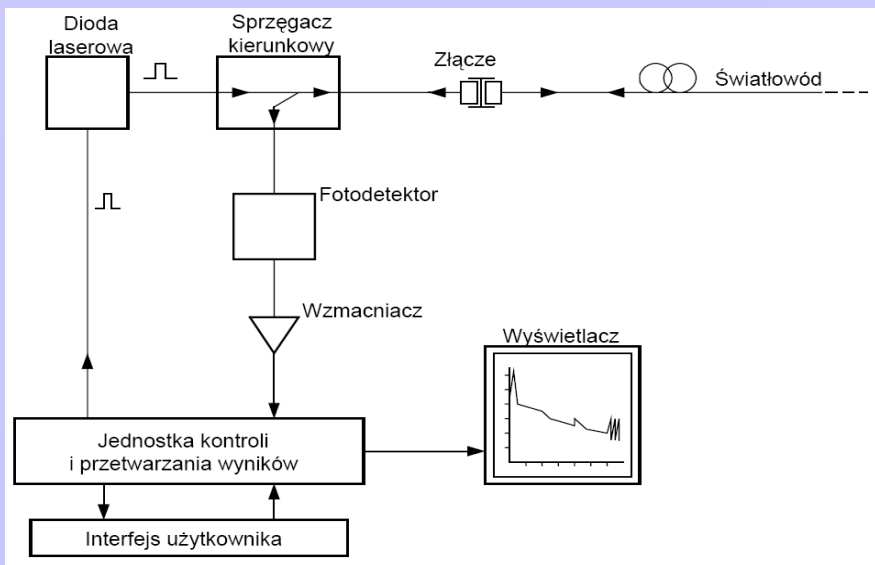 Dioda
laserowa
Sprzęgacz
kierunkowy
Złącze
Światłowód
Fotodetektor
Wzmacniacz
Wyświetlacz
Jednostka kontroli
i przetwarzania wyników
Interfejs użytkownika